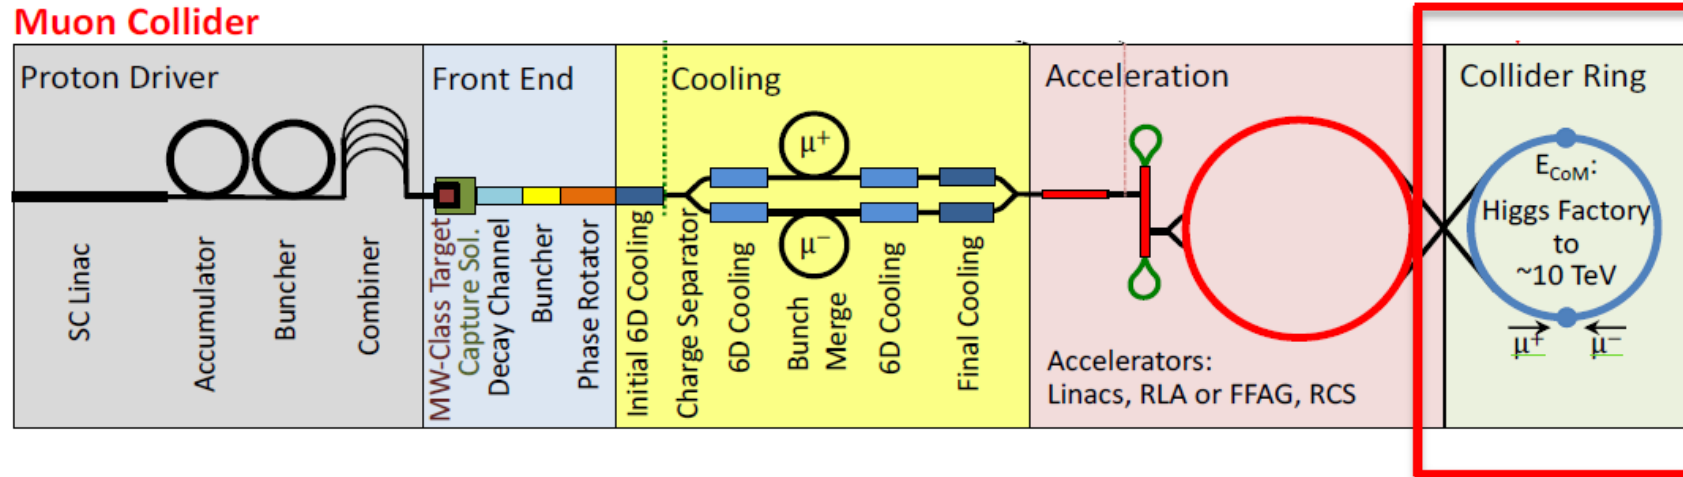 Muon Collider
Proton Driver
Front End
Cooling
Acceleration
Collider Ring
μ+
μ−
E_CoM:
Higgs Factory
to
~10 TeV
μ+
μ−
SC Linac
Accumulator
Buncher
Combiner
MW-Class Target
Capture Sol.
Decay Channel
Buncher
Phase Rotator
Initial 6D Cooling
Charge Separator
6D Cooling
Bunch
Merge
6D Cooling
Final Cooling
Accelerators:
Linacs, RLA or FFAG, RCS